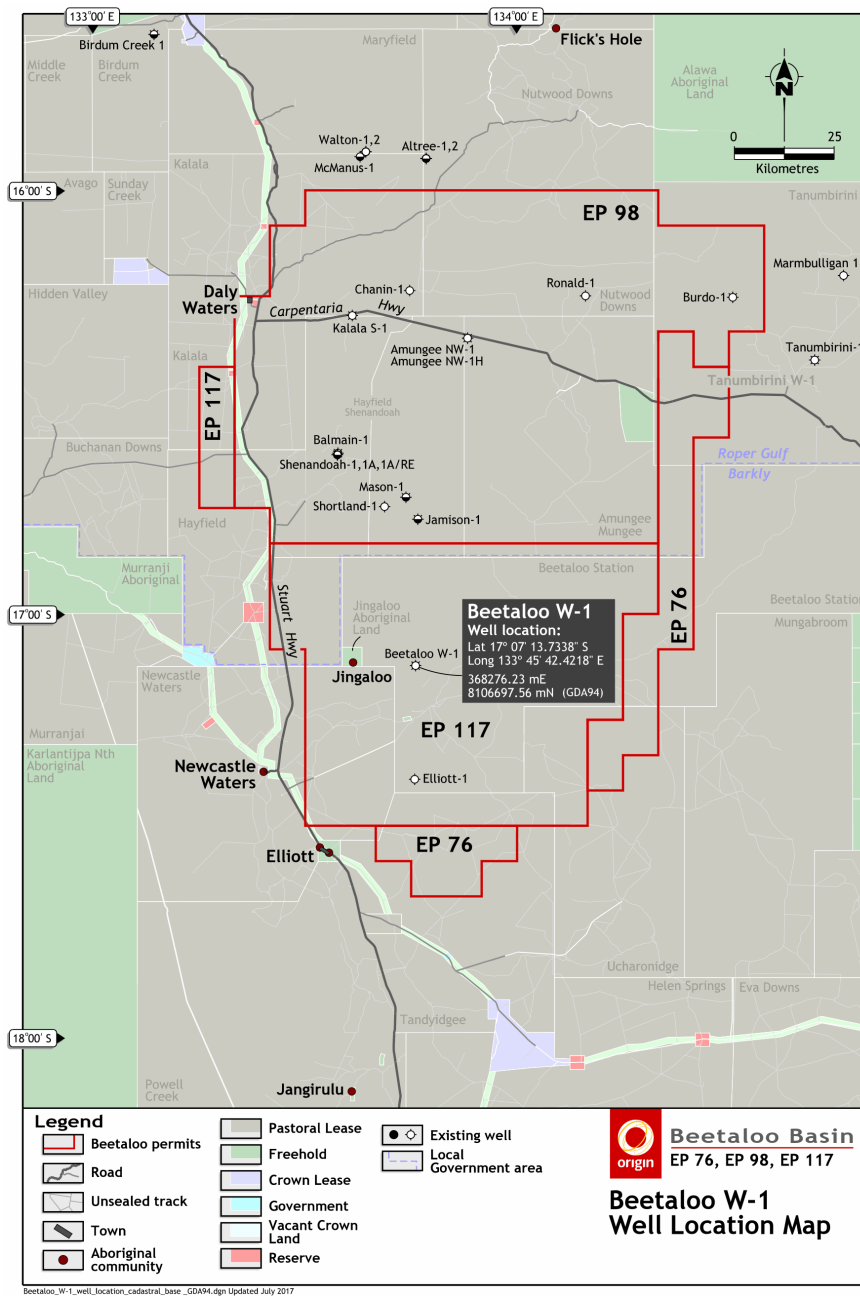 133°00' E
134°00' E
Birdum Creek 1
Maryfield
Flick's Hole
Middle
Creek
Birdum
Creek
Alawa
Aboriginal
Land
Nutwood Downs
N
0
25
Kilometres
Walton-1,2
McManus-1
Altree-1,2
Kalala
16°00' S
Avago
Sunday
Creek
Tanumbirini
EP 98
Hidden Valley
Daly
Waters
Chanin-1
Ronald-1
Nutwood
Downs
Burdo-1
Marmbulligan 1
Carpentaria
Hwy
Kalala S-1
Amungee NW-1
Amungee NW-1H
Tanumbirini-1
Kalala
EP 117
Hayfield
Shenandoah
Tanumbirini W-1
Buchanan Downs
Balmain-1
Shenandoah-1,1A,1A/RE
Roper Gulf
Barkly
Mason-1
Shortland-1
Jamison-1
Hayfield
Amungee
Mungee
Murranji
Aboriginal
Beetaloo Station
Stuart Hwy
17°00' S
Jingaloo
Aboriginal
Land
Beetaloo W-1
Well location:
Lat 17° 07' 13.7338" S
Long 133° 45' 42.4218" E
368276.23 mE
8106697.56 mN (GDA94)
EP 76
Beetaloo Station
Mungabroom
Beetaloo W-1
Jingaloo
Newcastle
Waters
Murranjai
EP 117
Karlantijpa Nth
Aboriginal
Land
Newcastle
Waters
Elliott-1
Elliott
EP 76
Ucharonidge
Helen Springs
Eva Downs
Tandyidgee
18°00' S
Powell
Creek
Jangirulu
Legend
Beetaloo permits
Road
Unsealed track
Town
Aboriginal
community
Pastoral Lease
Freehold
Crown Lease
Government
Vacant Crown
Land
Reserve
Existing well
Local
Government area
origin
Beetaloo Basin
EP 76, EP 98, EP 117
Beetaloo W-1
Well Location Map
Beetaloo_W-1_well_location_cadastral_base _GDA94.dgn Updated July 2017